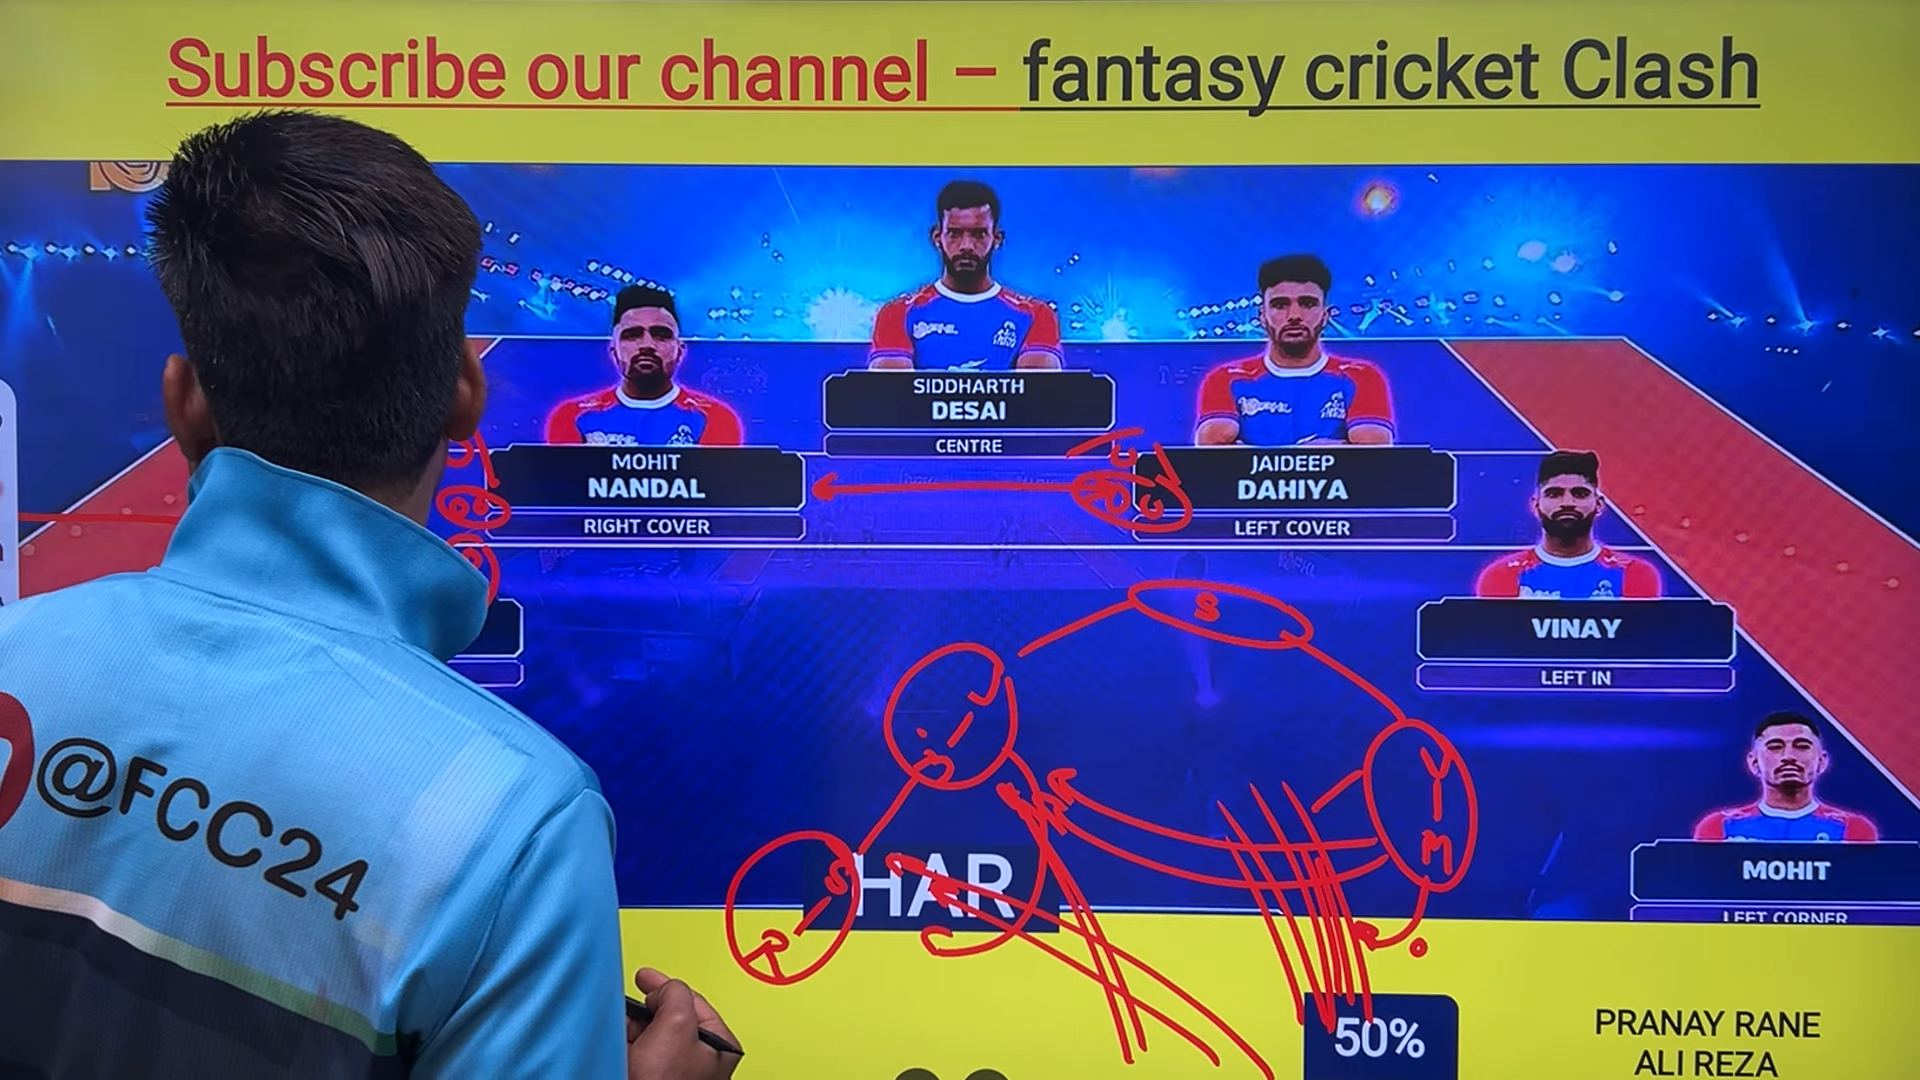 Subscribe our channel – fantasy cricket Clash
SIDDHARTH
DESAI
CENTRE
MOHIT
NANDAL
RIGHT COVER
JAIDEEP
DAHIYA
LEFT COVER
VINAY
LEFT IN
MOHIT
LEFT CORNER
S
HAR
@FCC24
50%
PRANAY RANE
ALI REZA